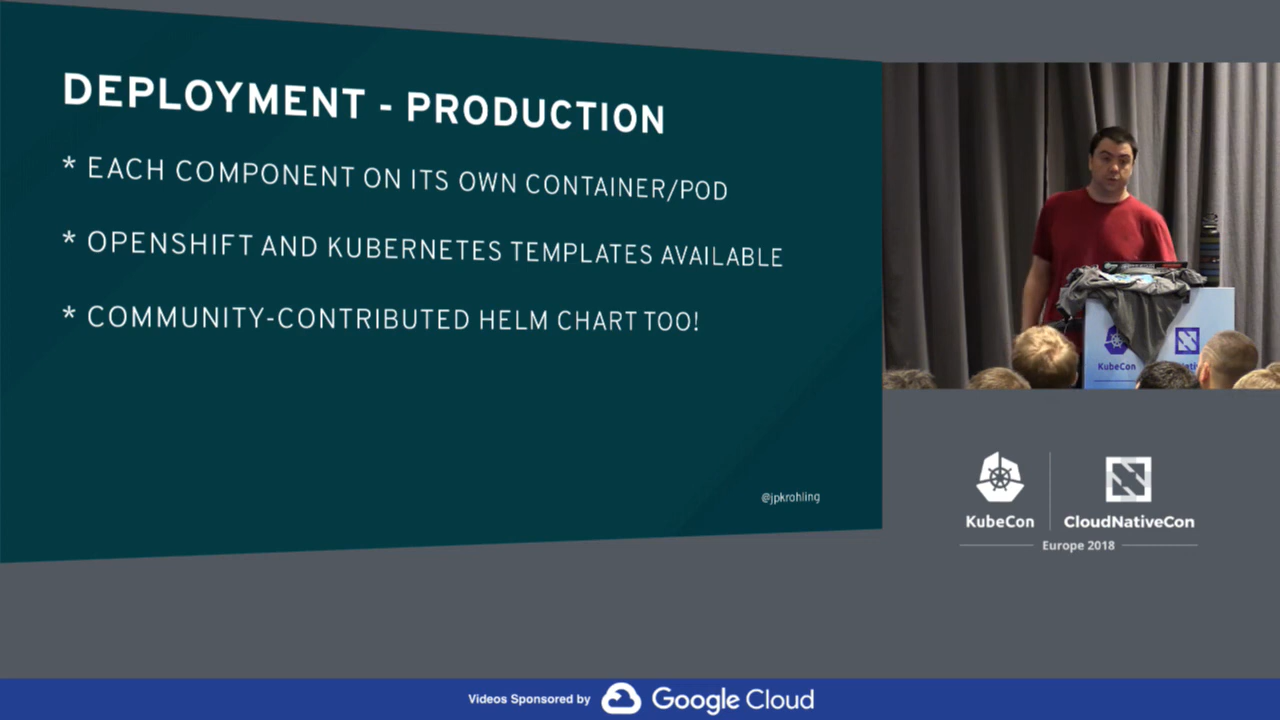 DEPLOYMENT - PRODUCTION
* EACH COMPONENT ON ITS OWN CONTAINER/POD
* OPENSHIFT AND KUBERNETES TEMPLATES AVAILABLE
* COMMUNITY-CONTRIBUTED HELM CHART TOO!
@jpkrohling
KubeCon
KubeCon
CloudNativeCon
Europe 2018
Videos Sponsored by Google Cloud